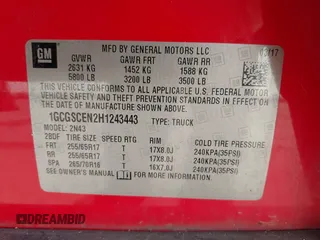 GM
MFD BY GENERAL MOTORS LLC
GVWR GAWR FRT GAWR RR
2631 KG 1452 KG 1588 KG
5800 LB 3200 LB 3500 LB
THIS VEHICLE CONFORMS TO ALL APPLICABLE U.S. FEDERAL MOTOR
VEHICLE SAFETY, BUMPER, AND THEFT PREVENTION STANDARDS
IN EFFECT ON THE DATE OF MANUFACTURE SHOWN ABOVE.
1GCGSCEN2H1243443 TYPE: TRUCK
MODEL: 2N43
TIRE SIZE SPEED RTG RIM COLD TIRE PRESSURE
FRT 255/65R17 T 17X8.0J 240KPA(35PSI)
RR 255/65R17 T 17X8.0J 240KPA(35PSI)
SPA 265/70R16 T 16X7.0J 240KPA(35PSI)
SEE OWNER'S MANUAL
DREAMBID